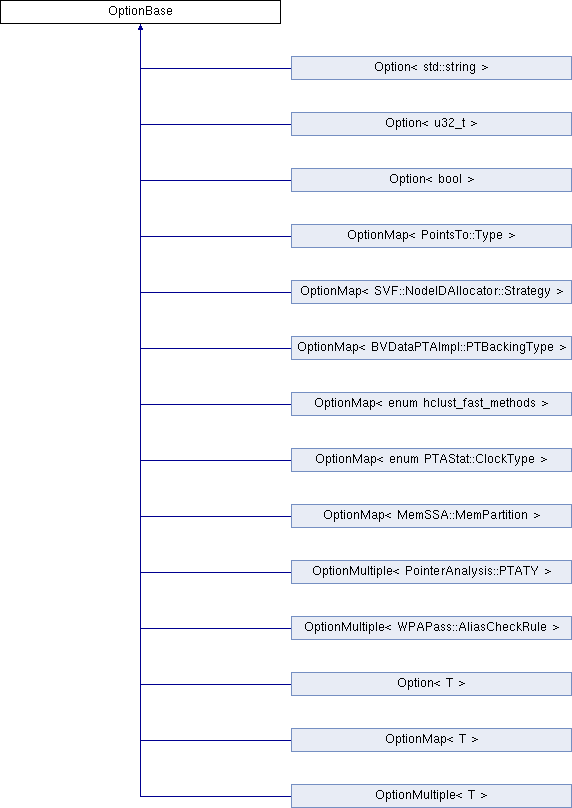 OptionBase
Option< std::string >
Option< u32_t >
Option< bool >
OptionMap< PointsTo::Type >
OptionMap< SVF::NodeIDAllocator::Strategy >
OptionMap< BVDataPTAImpl::PTBackingType >
OptionMap< enum hclust_fast_methods >
OptionMap< enum PTAStat::ClockType >
OptionMap< MemSSA::MemPartition >
OptionMultiple< PointerAnalysis::PTATY >
OptionMultiple< WPAPass::AliasCheckRule >
Option< T >
OptionMap< T >
OptionMultiple< T >